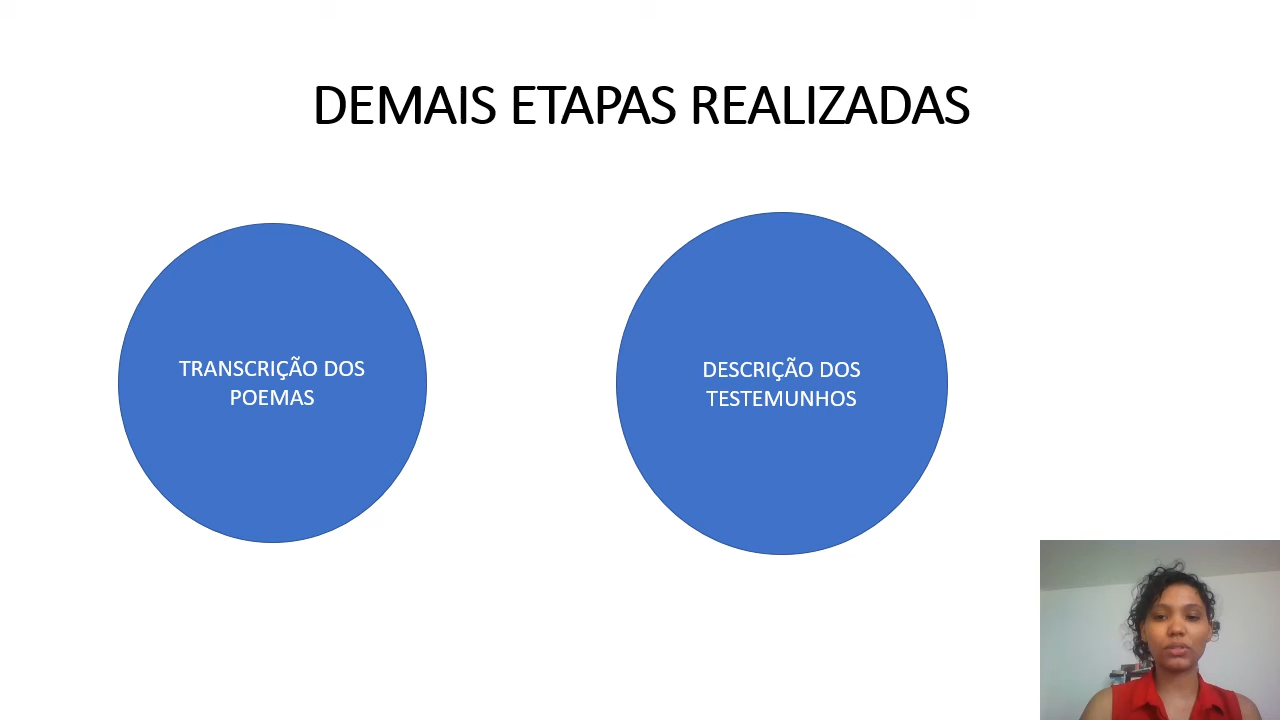 DEMAIS ETAPAS REALIZADAS
TRANSCRIÇÃO DOS
POEMAS
DESCRIÇÃO DOS
TESTEMUNHOS